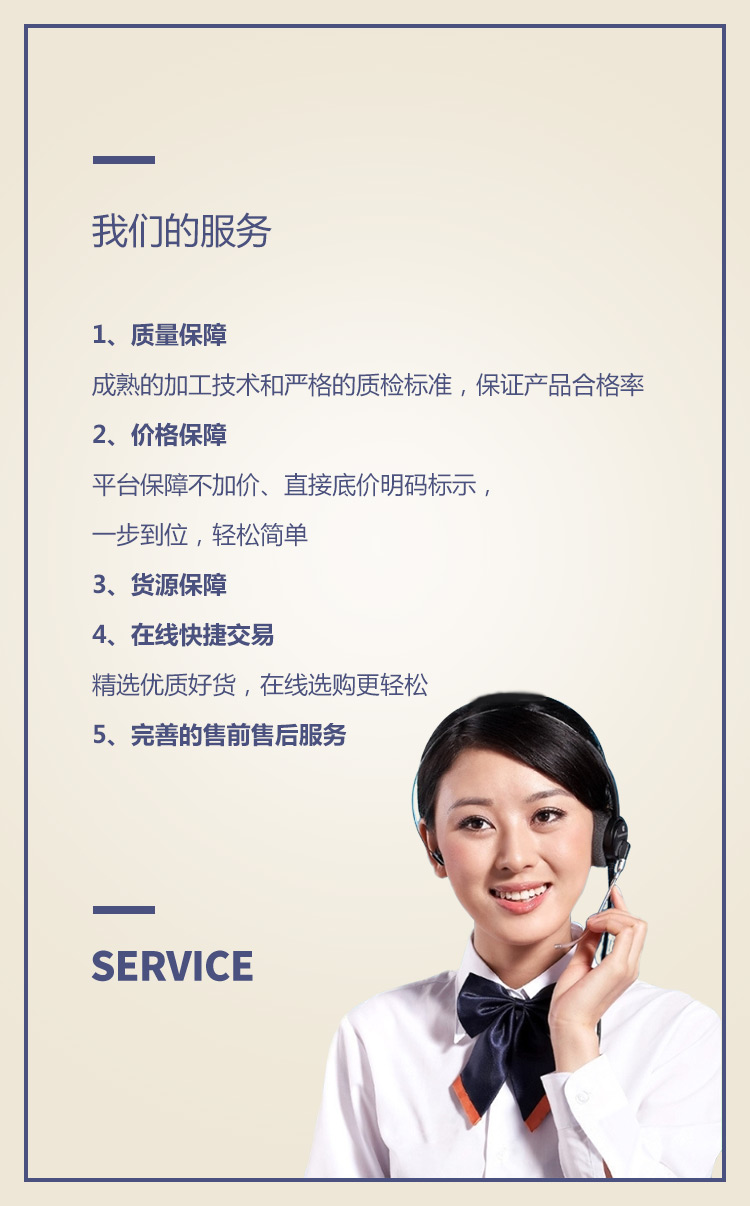 我们的服务
1、质量保障
成熟的加工技术和严格的质检标准，保证产品合格率
2、价格保障
平台保障不加价、直接底价明码标示，
一步到位，轻松简单
3、货源保障
4、在线快捷交易
精选优质好货，在线选购更轻松
5、完善的售前售后服务
SERVICE